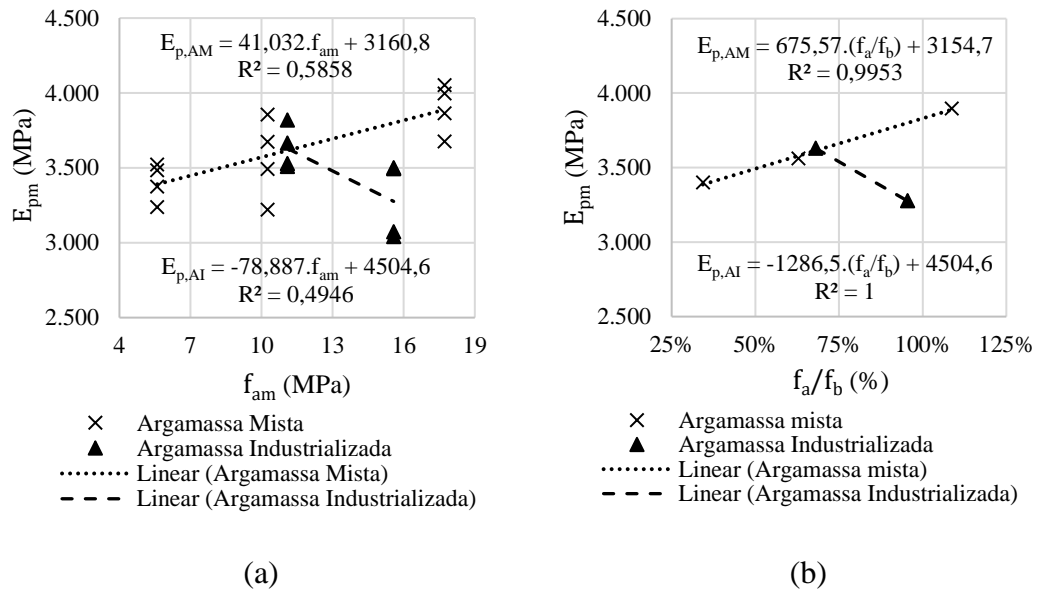 4.500
E_p,AM = 41,032.f_am + 3160,8
R² = 0,5858
4.000
E_pm (MPa)
3.500
3.000
E_p,AI = -78,887.f_am + 4504,6
R² = 0,4946
2.500
4 7 10 13 16 19
f_am (MPa)
Argamassa Mista
Argamassa Industrializada
Linear (Argamassa Mista)
Linear (Argamassa Industrializada)
(a)
4.500
E_p,AM = 675,57.(f_a/f_b) + 3154,7
R² = 0,9953
4.000
E_pm (MPa)
3.500
3.000
E_p,AI = -1286,5.(f_a/f_b) + 4504,6
R² = 1
2.500
25% 50% 75% 100% 125%
f_a/f_b (%)
Argamassa mista
Argamassa Industrializada
Linear (Argamassa mista)
Linear (Argamassa Industrializada)
(b)